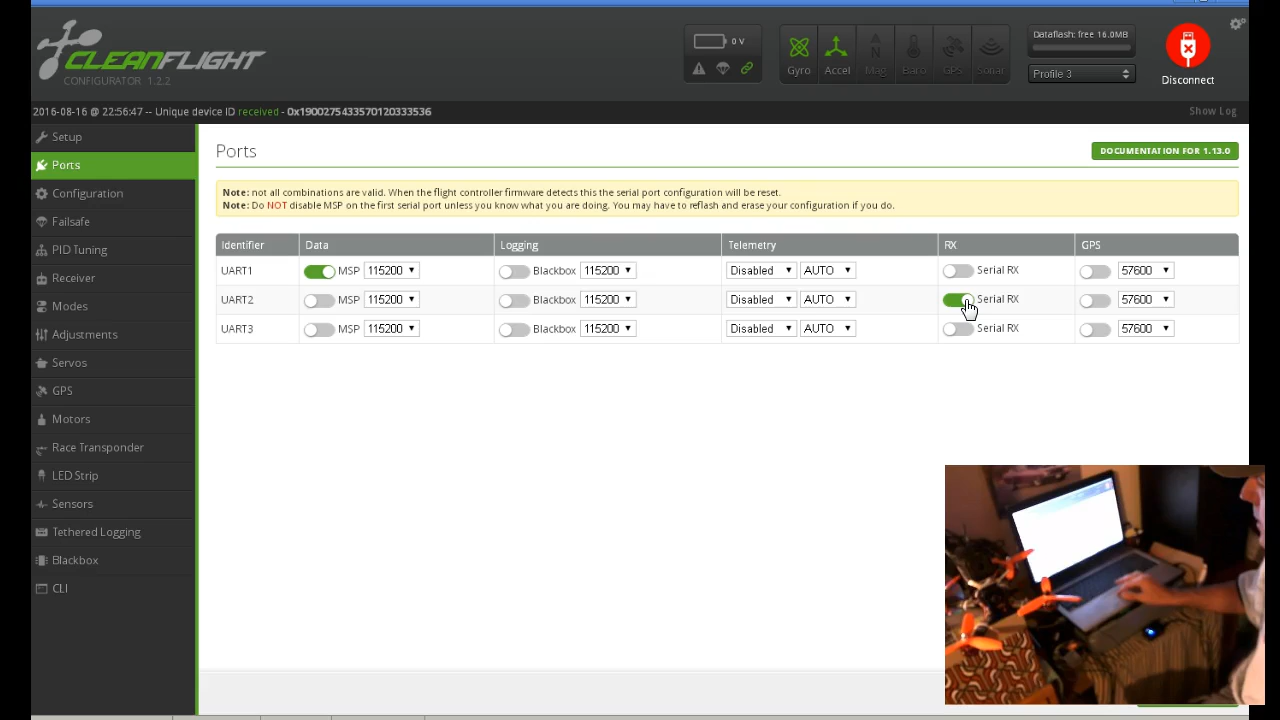 CLEANFLIGHT
CONFIGURATOR 1.2.2
0 V
Gyro
Accel
Mag
Baro
GPS
Sonar
Dataflash: free 16.0MB
Profile 3
Disconnect
2016-08-16 @ 22:56:47 -- Unique device ID received - 0x1900275433570120333536
Show Log
Setup
Ports
Configuration
Failsafe
PID Tuning
Receiver
Modes
Adjustments
Servos
GPS
Motors
Race Transponder
LED Strip
Sensors
Tethered Logging
Blackbox
CLI
Ports
DOCUMENTATION FOR 1.13.0
Note: not all combinations are valid. When the flight controller firmware detects this the serial port configuration will be reset.
Note: Do NOT disable MSP on the first serial port unless you know what you are doing. You may have to reflash and erase your configuration if you do.
Identifier Data Logging Telemetry RX GPS
UART1 MSP 115200 Blackbox 115200 Disabled AUTO Serial RX 57600
UART2 MSP 115200 Blackbox 115200 Disabled AUTO Serial RX 57600
UART3 MSP 115200 Blackbox 115200 Disabled AUTO Serial RX 57600